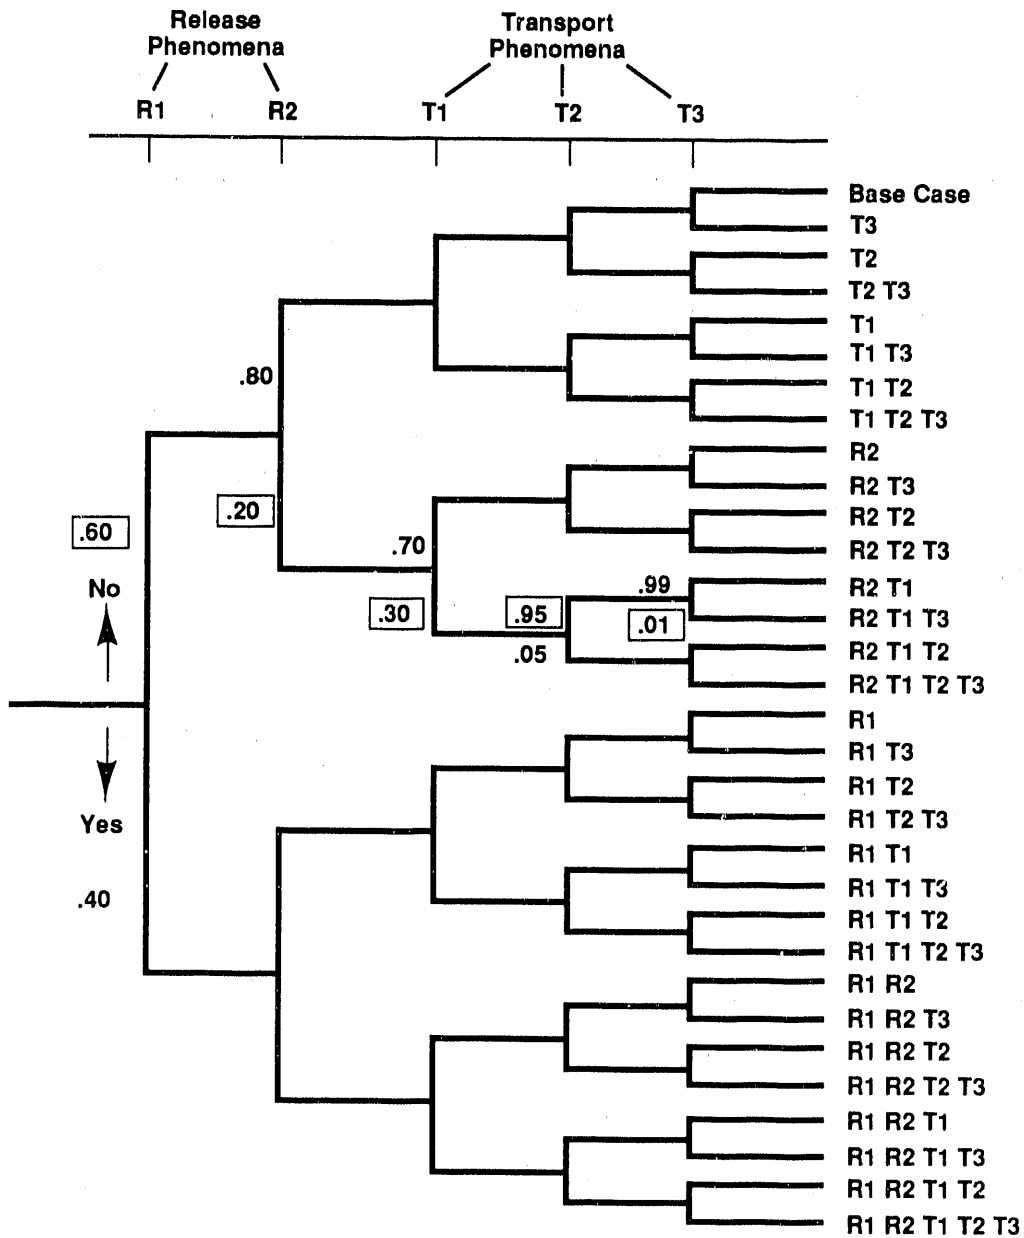 Release
Phenomena
Transport
Phenomena
R1 R2 T1 T2 T3
Base Case
T3
T2
T2 T3
T1
T1 T3
.80
T1 T2
T1 T2 T3
R2
R2 T3
.20
R2 T2
.60
.70
R2 T2 T3
No
.99
R2 T1
.30
.95
.01
R2 T1 T3
.05
R2 T1 T2
R2 T1 T2 T3
R1
R1 T3
R1 T2
Yes
R1 T2 T3
R1 T1
R1 T1 T3
.40
R1 T1 T2
R1 T1 T2 T3
R1 R2
R1 R2 T3
R1 R2 T2
R1 R2 T2 T3
R1 R2 T1
R1 R2 T1 T3
R1 R2 T1 T2
R1 R2 T1 T2 T3